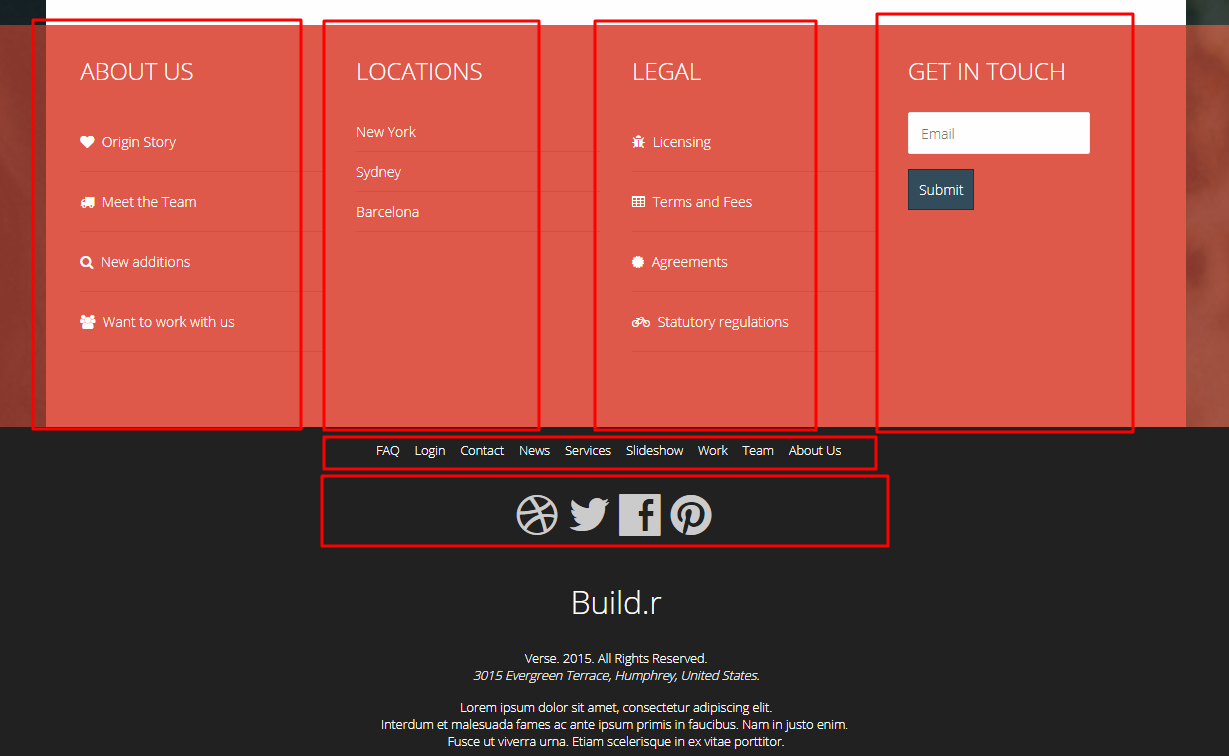 ABOUT US
Origin Story
Meet the Team
New additions
Want to work with us
LOCATIONS
New York
Sydney
Barcelona
LEGAL
Licensing
Terms and Fees
Agreements
Statutory regulations
GET IN TOUCH
Email
Submit
FAQ Login Contact News Services Slideshow Work Team About Us
Build.r
Verse. 2015. All Rights Reserved.
3015 Evergreen Terrace, Humphrey, United States.
Lorem ipsum dolor sit amet, consectetur adipiscing elit.
Interdum et malesuada fames ac ante ipsum primis in faucibus. Nam in justo enim.
Fusce ut viverra urna. Etiam scelerisque in ex vitae porttitor.